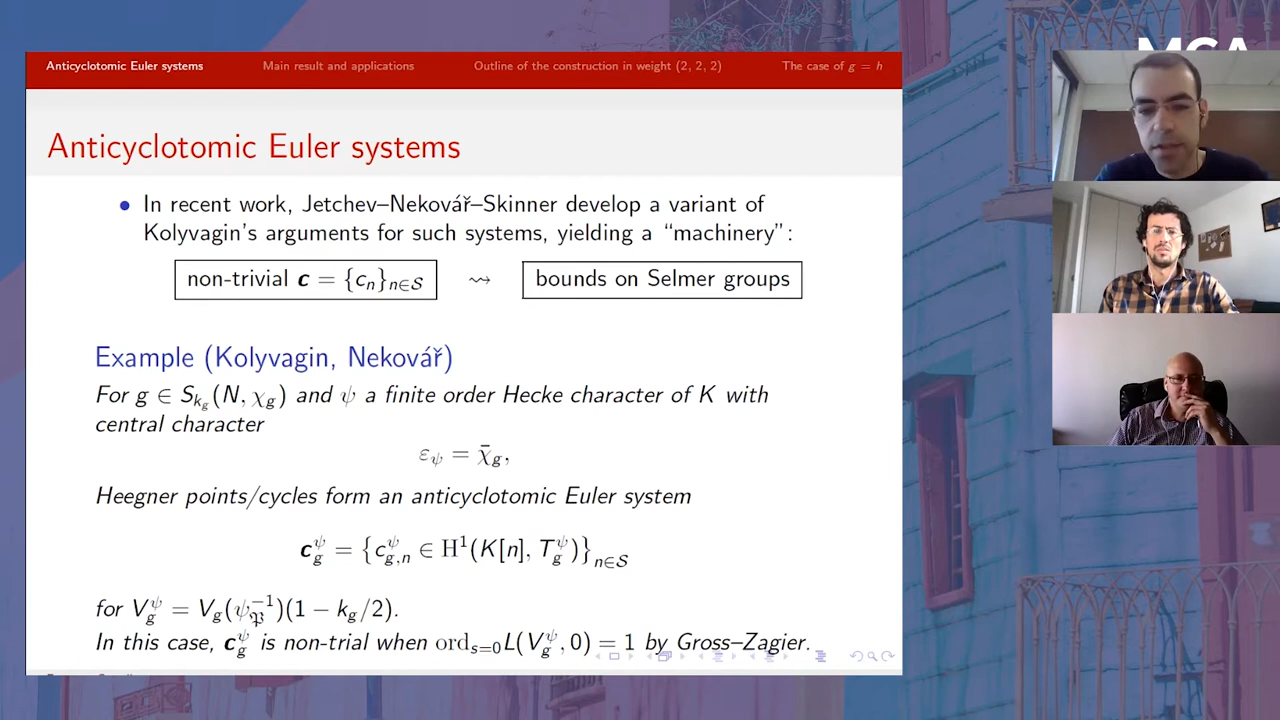 MCA
Anticyclotomic Euler systems Main result and applications Outline of the construction in weight (2, 2, 2) The case of g = h
Anticyclotomic Euler systems
• In recent work, Jetchev–Nekovář–Skinner develop a variant of
Kolyvagin's arguments for such systems, yielding a “machinery”:
non-trivial c = {cₙ}ₙ∈𝒮 ⇝ bounds on Selmer groups
Example (Kolyvagin, Nekovář)
For g ∈ S_{k_g}(N, χ_g) and ψ a finite order Hecke character of K with
central character
ε_ψ = χ̄_g,
Heegner points/cycles form an anticyclotomic Euler system
c_g^ψ = {c_{g,n}^ψ ∈ H¹(K[n], T_g^ψ)}_{n∈𝒮}
for V_g^ψ = V_g(ψ_𝔓^{−1})(1 − k_g/2).
In this case, c_g^ψ is non-trial when ord_{s=0}L(V_g^ψ, 0) = 1 by Gross–Zagier.